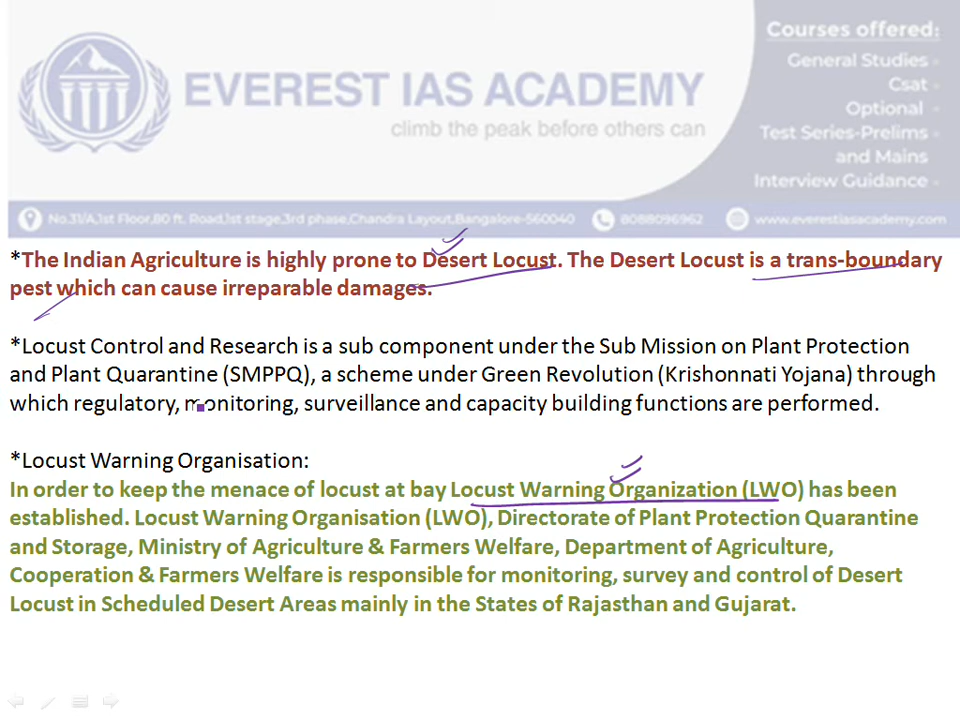 Courses offered:
EVEREST IAS ACADEMY
climb the peak before others can
General Studies
Csat
Optional
Test Series-Prelims
and Mains
Interview Guidance
No.31/A,1st Floor,80 ft. Road,1st stage,3rd phase,Chandra Layout,Bangalore-560040
8088096962
www.everestiasacademy.com
*The Indian Agriculture is highly prone to Desert Locust. The Desert Locust is a trans-boundary
pest which can cause irreparable damages.
*Locust Control and Research is a sub component under the Sub Mission on Plant Protection
and Plant Quarantine (SMPPQ), a scheme under Green Revolution (Krishonnati Yojana) through
which regulatory, monitoring, surveillance and capacity building functions are performed.
*Locust Warning Organisation:
In order to keep the menace of locust at bay Locust Warning Organization (LWO) has been
established. Locust Warning Organisation (LWO), Directorate of Plant Protection Quarantine
and Storage, Ministry of Agriculture & Farmers Welfare, Department of Agriculture,
Cooperation & Farmers Welfare is responsible for monitoring, survey and control of Desert
Locust in Scheduled Desert Areas mainly in the States of Rajasthan and Gujarat.